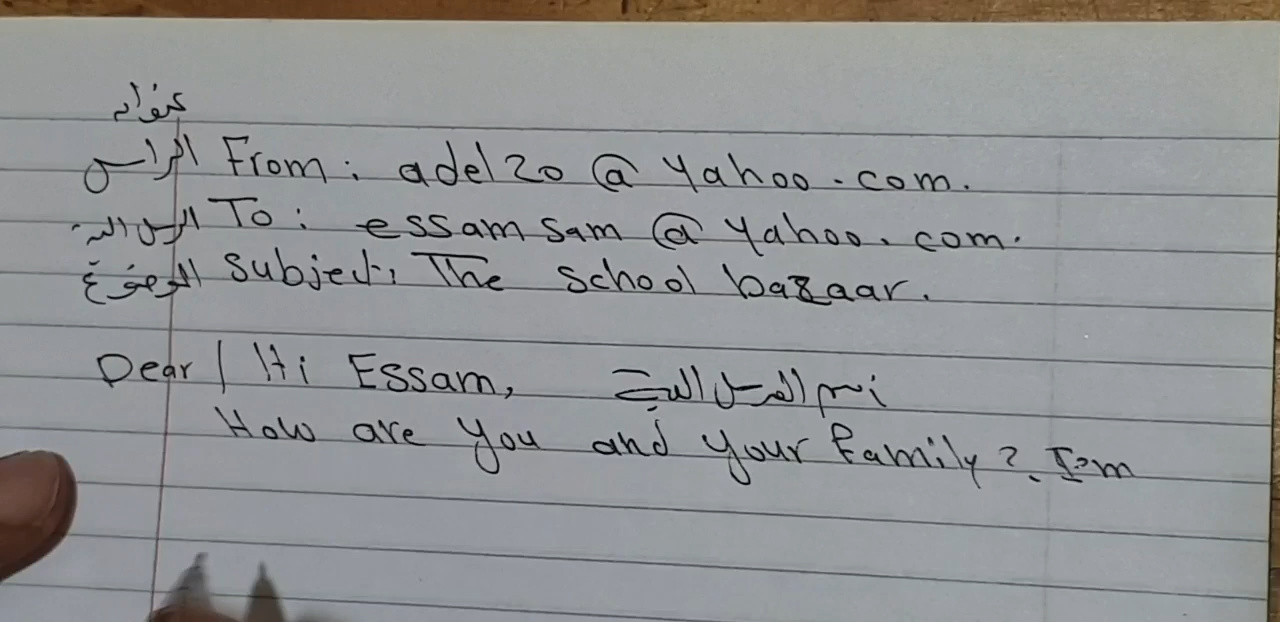 عنوان
الراسل From: adel20@yahoo.com.
المرسل اليه To: essamsam@yahoo.com.
الموضوع subject: The school bazaar.
Dear / Hi Essam, اسم المرسل اليه
How are you and your family? I'm